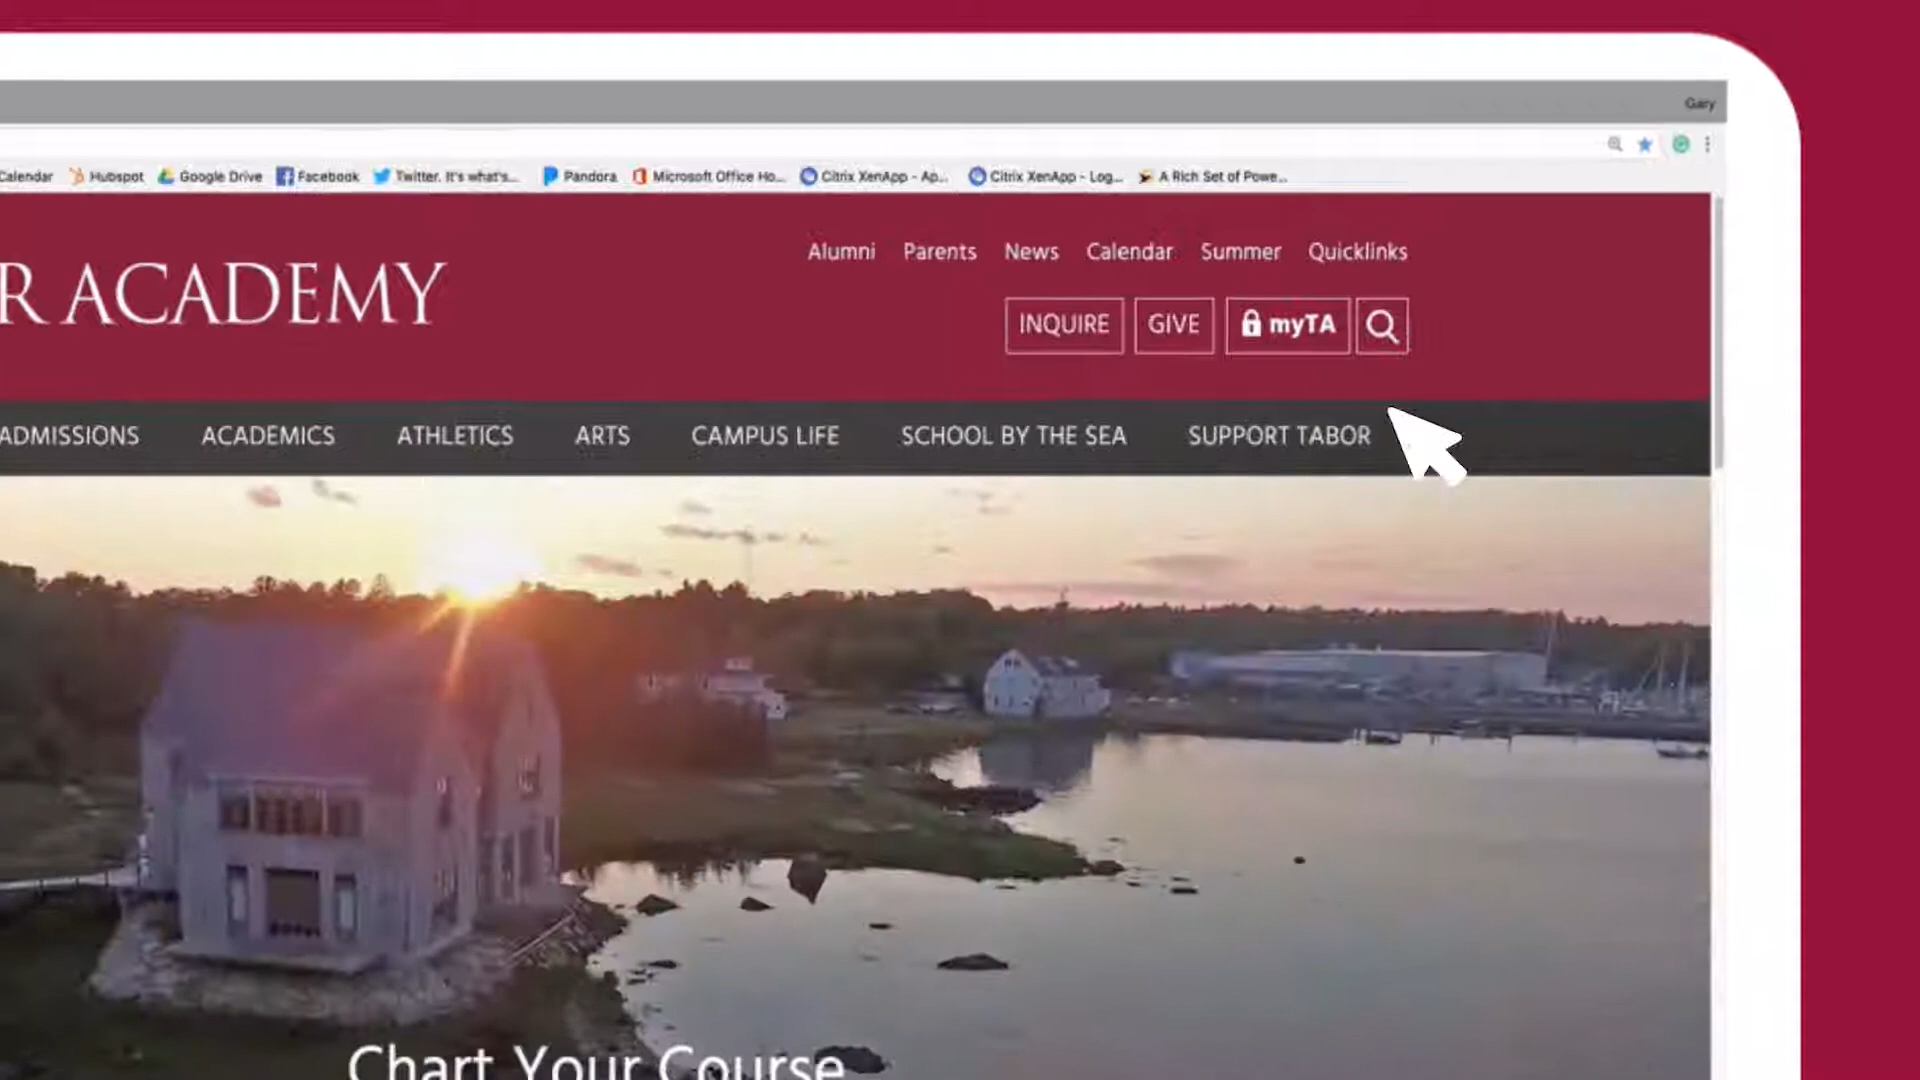 Gary
Calendar Hubspot Google Drive Facebook Twitter. It's what's... Pandora Microsoft Office Ho... Citrix XenApp - Ap... Citrix XenApp - Log... A Rich Set of Powe...
Alumni Parents News Calendar Summer Quicklinks
R ACADEMY
INQUIRE GIVE myTA
ADMISSIONS ACADEMICS ATHLETICS ARTS CAMPUS LIFE SCHOOL BY THE SEA SUPPORT TABOR
Chart Your Course